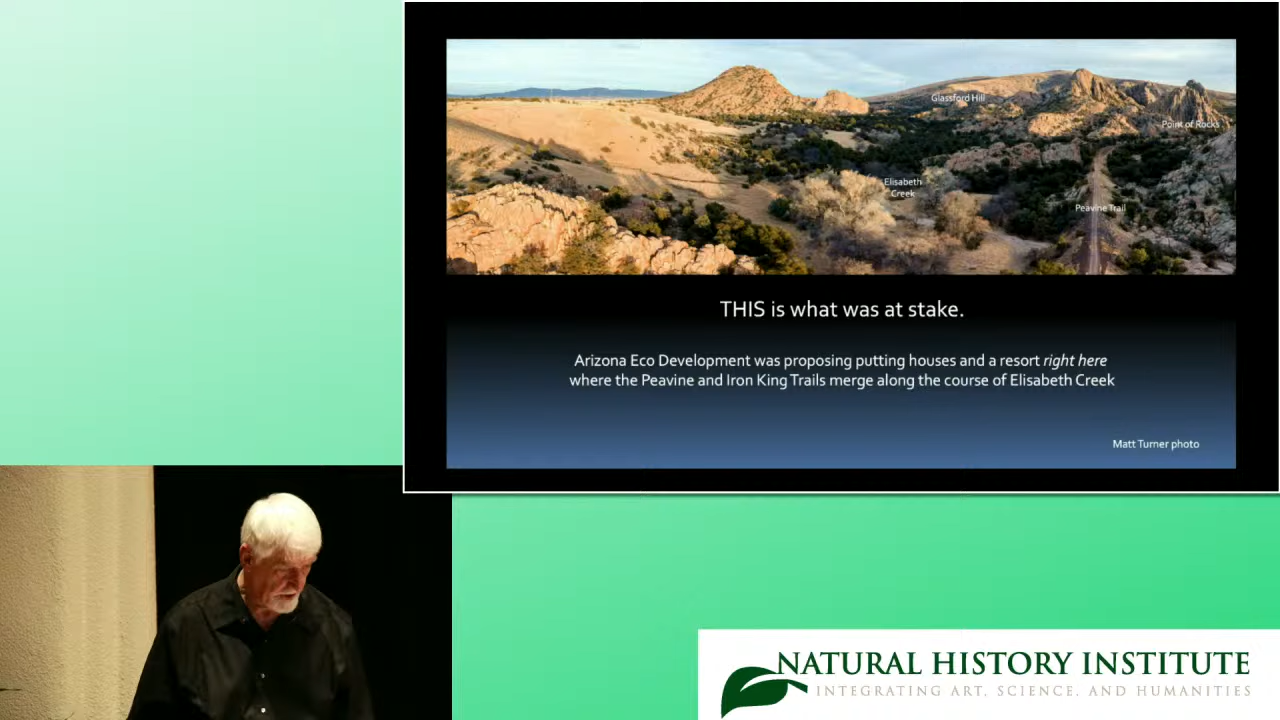 Glassford Hill
Point of Rocks
Elisabeth
Creek
Peavine Trail
THIS is what was at stake.
Arizona Eco Development was proposing putting houses and a resort right here
where the Peavine and Iron King Trails merge along the course of Elisabeth Creek
Matt Turner photo
NATURAL HISTORY INSTITUTE
INTEGRATING ART, SCIENCE, AND HUMANITIES